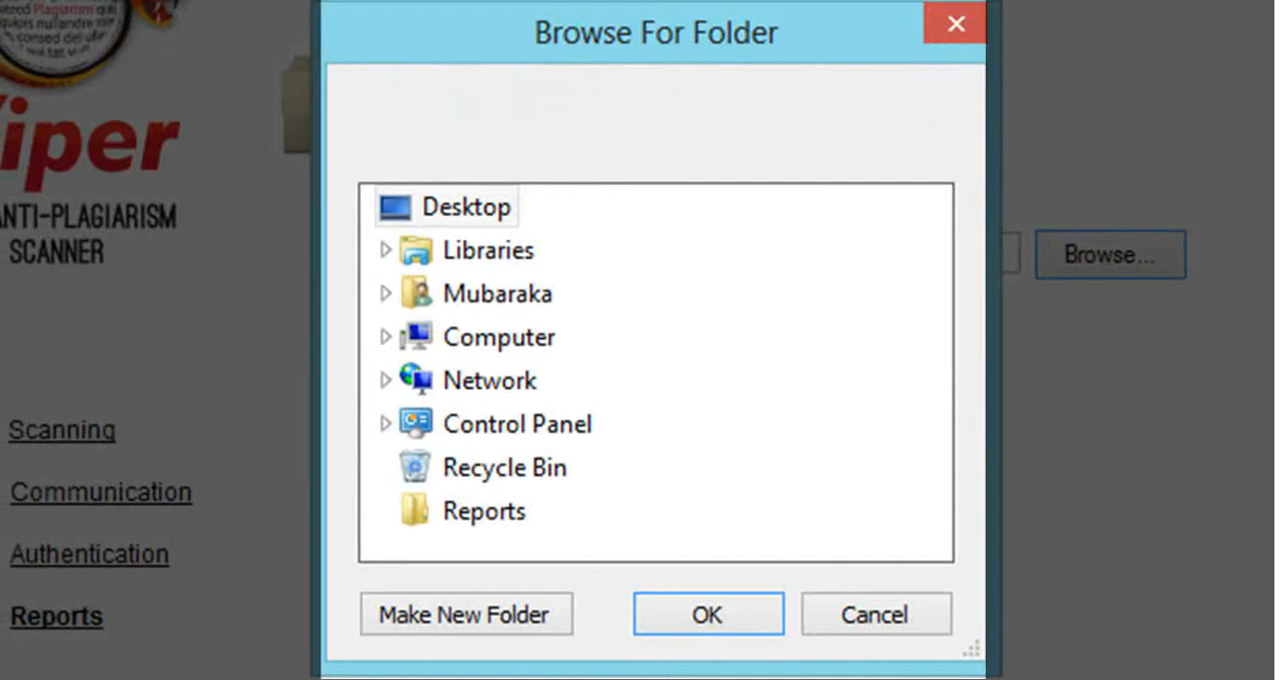 Browse For Folder
Plagiarism
iper
ANTI-PLAGIARISM
SCANNER
Desktop
Libraries
Mubaraka
Computer
Network
Control Panel
Recycle Bin
Reports
Browse...
Scanning
Communication
Authentication
Reports
Make New Folder
OK
Cancel